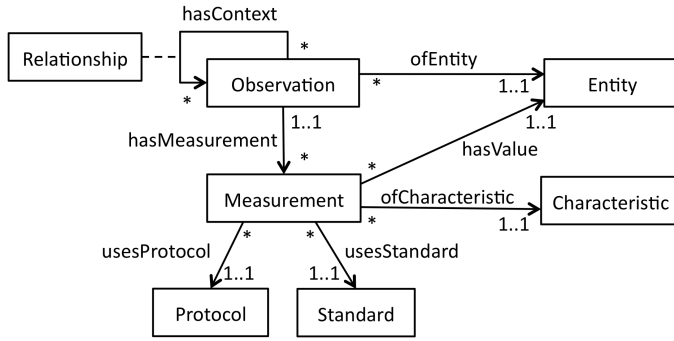 hasContext
Relationship
*
*
Observation
ofEntity
*
1..1
Entity
1..1
1..1
hasMeasurement
hasValue
*
*
Measurement
ofCharacteristic
*
1..1
Characteristic
*
*
usesProtocol
usesStandard
1..1
1..1
Protocol
Standard